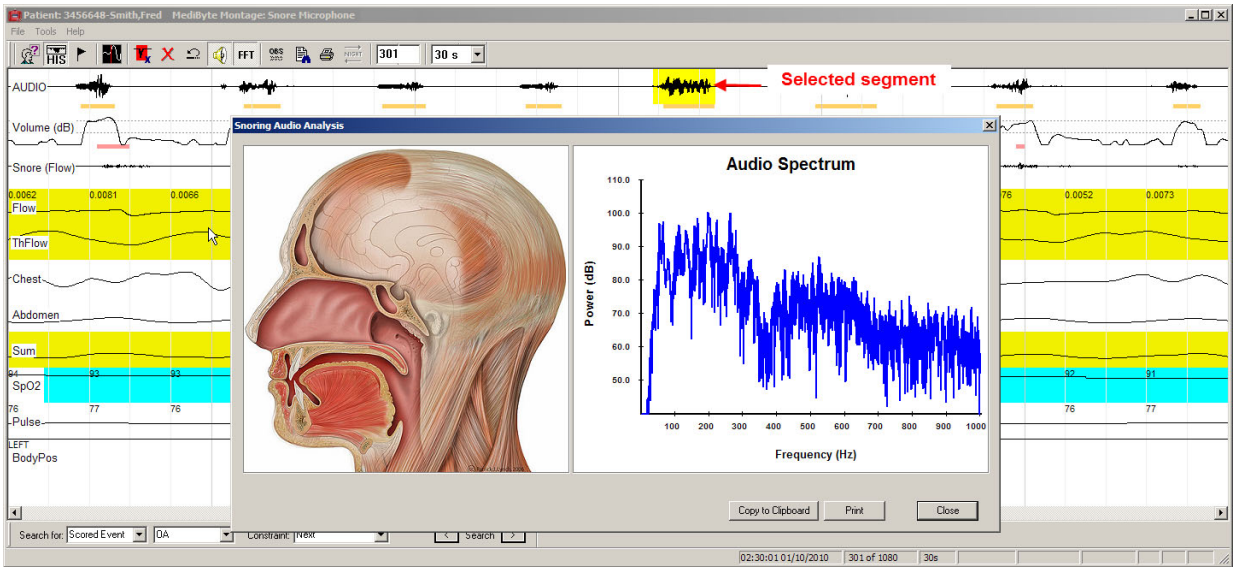 Patient: 3456648-Smith,Fred MediByte Montage: Snore Microphone
File Tools Help
HIS FFT OBS NIGHT 301 30 s
AUDIO
Selected segment
Volume (dB)
Snoring Audio Analysis
Snore (Flow)
Audio Spectrum
0.0062 0.0081 0.0066 76 0.0052 0.0073
Flow
ThFlow
Chest
Abdomen
Sum
94 93 93 92 91
SpO2
76 77 76 76 77
Pulse
LEFT
BodyPos
110.0
100.0
90.0
80.0
70.0
60.0
50.0
Power (dB)
100 200 300 400 500 600 700 800 900 1000
Frequency (Hz)
Copy to Clipboard Print Close
Search for: Scored Event OA Constraint: Next < Search >
02:30:01 01/10/2010 301 of 1080 30s